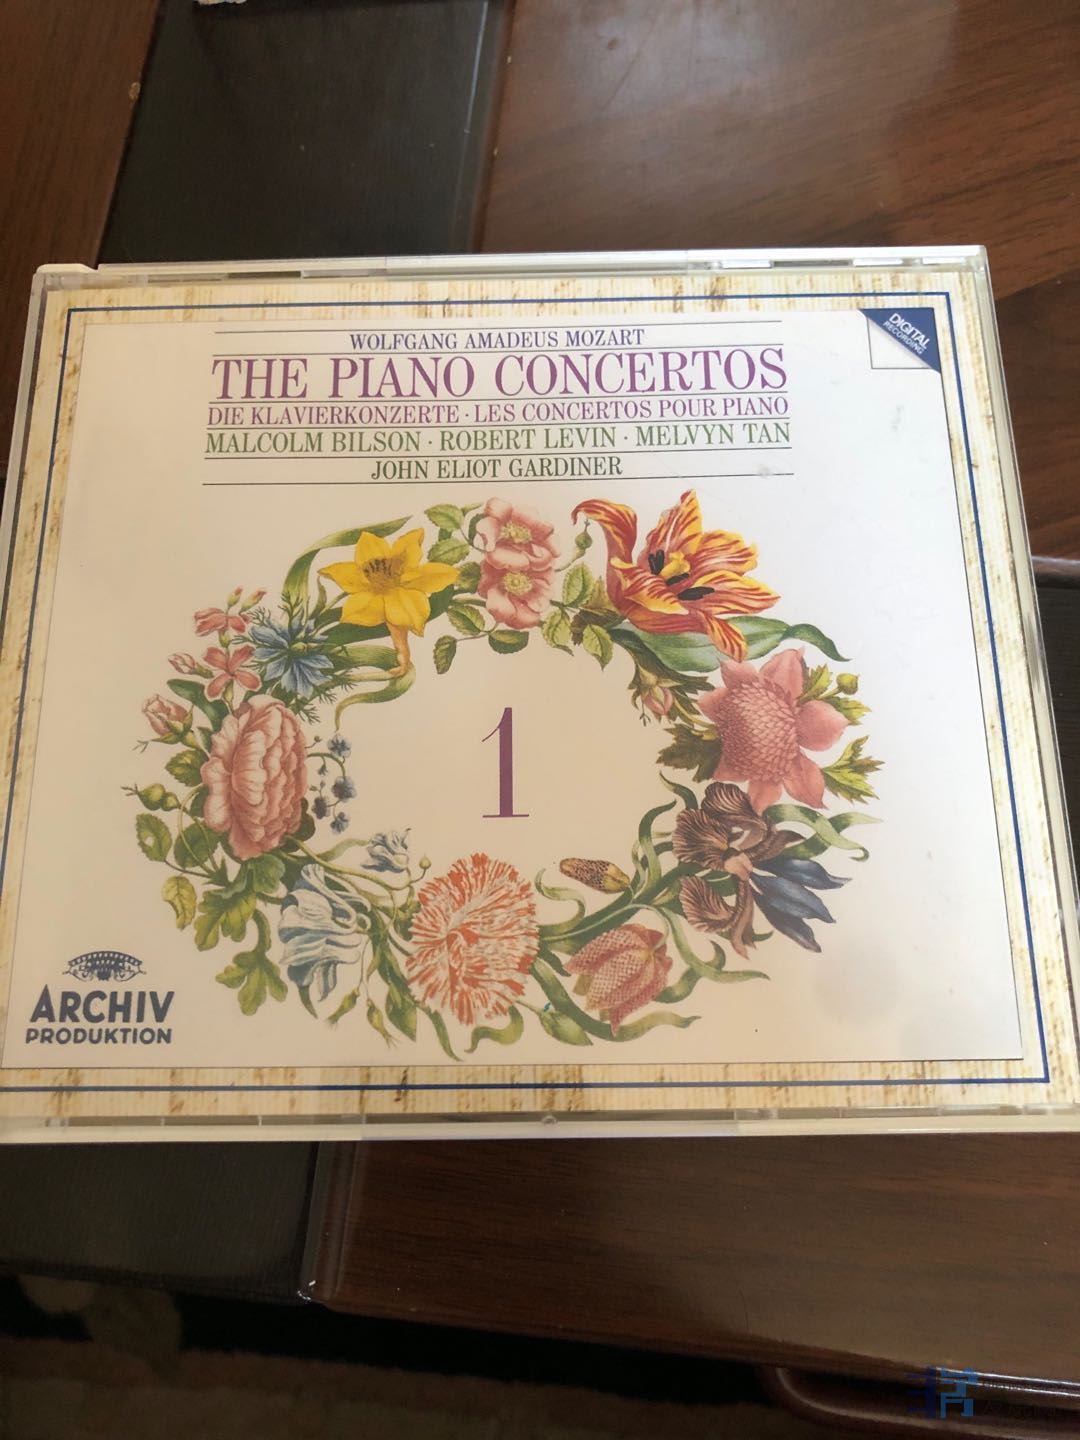 WOLFGANG AMADEUS MOZART
THE PIANO CONCERTOS
DIE KLAVIERKONZERTE · LES CONCERTOS POUR PIANO
MALCOLM BILSON · ROBERT LEVIN · MELVYN TAN
JOHN ELIOT GARDINER
DIGITAL
RECORDING
1
ARCHIV
PRODUKTION